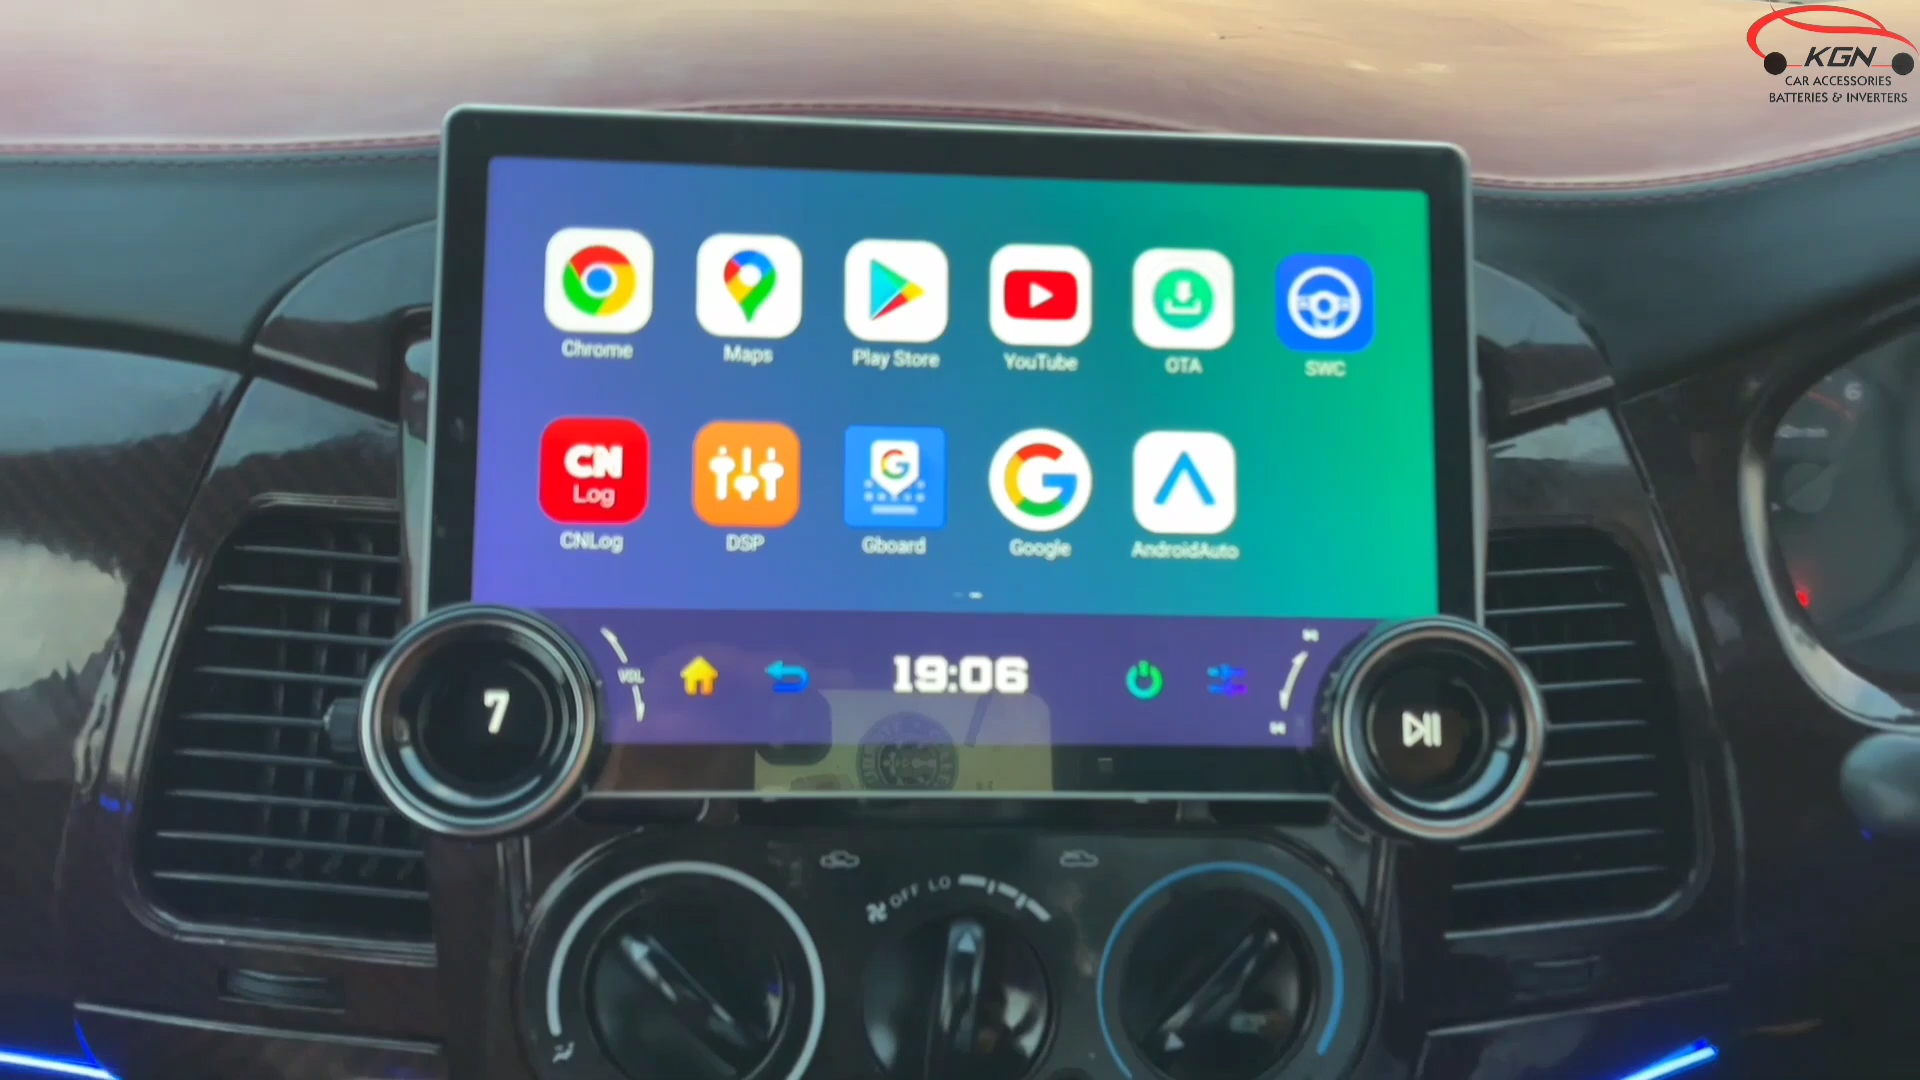 KGN
CAR ACCESSORIES
BATTERIES & INVERTERS
Chrome
Maps
Play Store
YouTube
OTA
SWC
CN
Log
CNLog
DSP
Gboard
Google
AndroidAuto
VOL
19:06
7
OFF LO